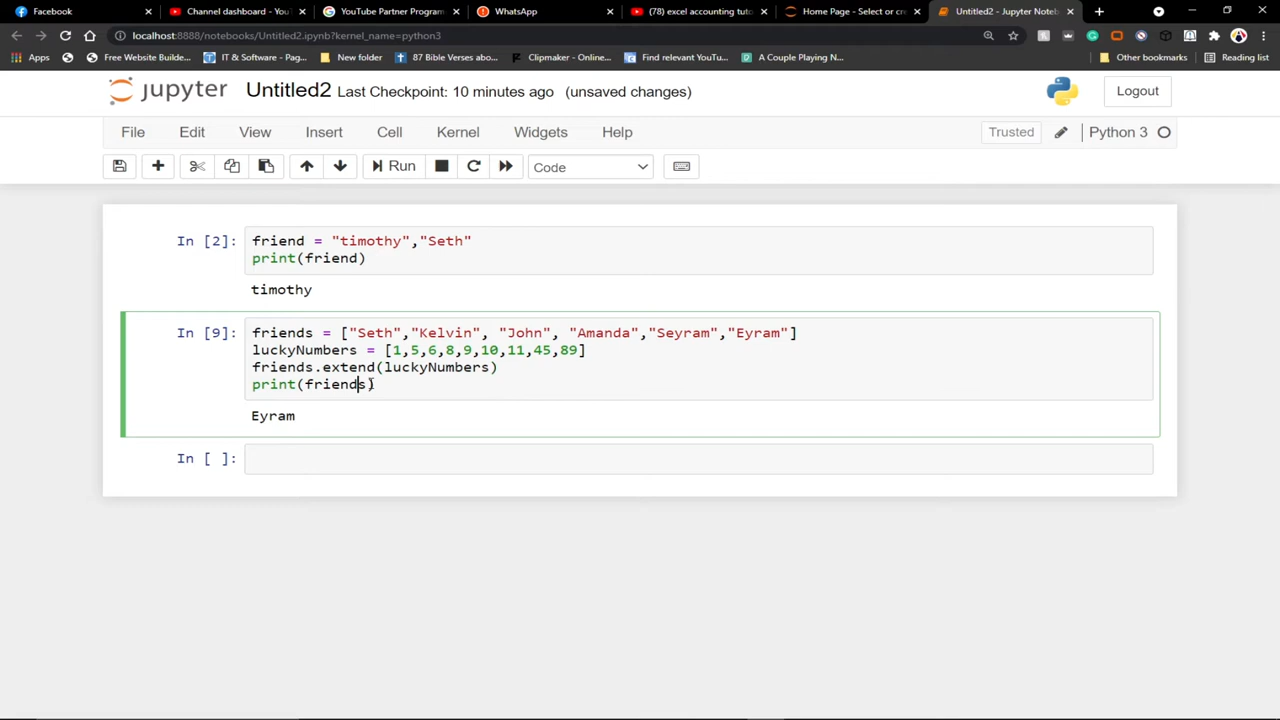 Facebook
Channel dashboard - YouT
YouTube Partner Program
WhatsApp
(78) excel accounting tuto
Home Page - Select or cre
Untitled2 - Jupyter Noteb
localhost:8888/notebooks/Untitled2.ipynb?kernel_name=python3
Apps
Free Website Builde...
IT & Software - Pag...
New folder
87 Bible Verses abo...
Clipmaker - Online...
Find relevant YouTu...
A Couple Playing N...
Other bookmarks
Reading list
jupyter Untitled2 Last Checkpoint: 10 minutes ago (unsaved changes)
Logout
File Edit View Insert Cell Kernel Widgets Help
Trusted
Python 3
Run
Code
In [2]: friend = "timothy","Seth"
print(friend)
timothy
In [9]: friends = ["Seth","Kelvin", "John", "Amanda","Seyram","Eyram"]
luckyNumbers = [1,5,6,8,9,10,11,45,89]
friends.extend(luckyNumbers)
print(friends)
Eyram
In [ ]: